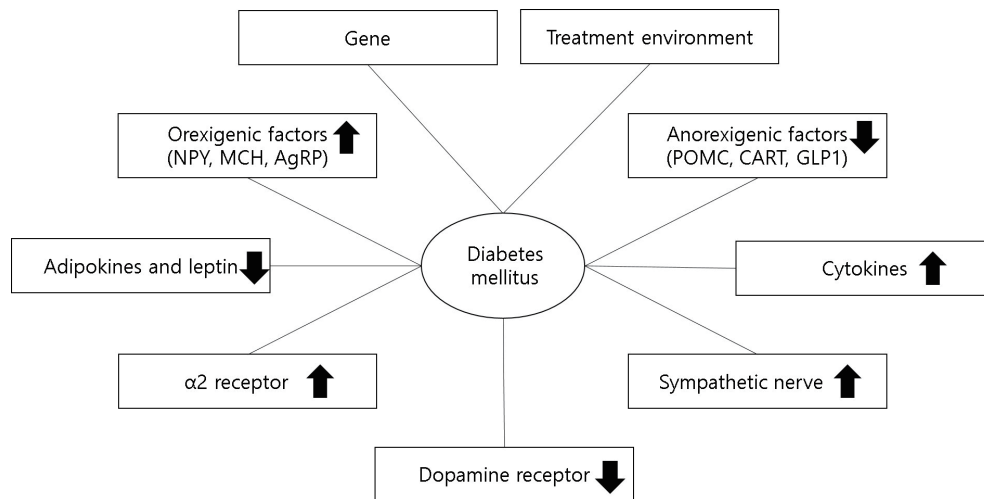 Gene
Treatment environment
Orexigenic factors
(NPY, MCH, AgRP)
Anorexigenic factors
(POMC, CART, GLP1)
Diabetes
mellitus
Adipokines and leptin
Cytokines
α2 receptor
Sympathetic nerve
Dopamine receptor